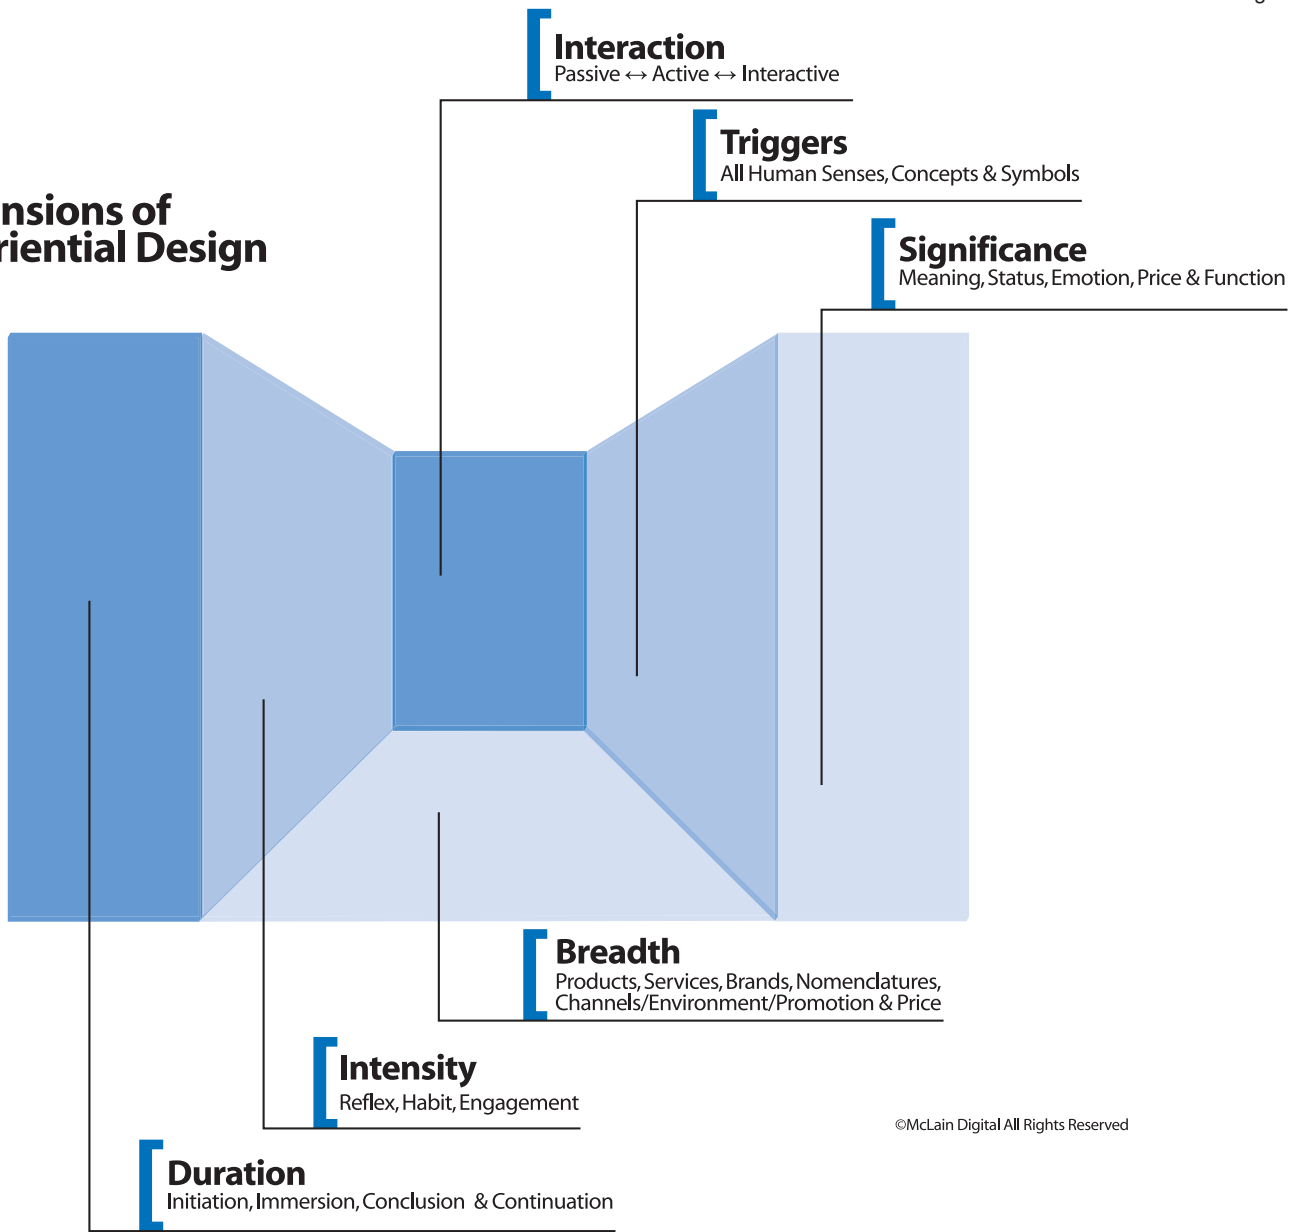 Interaction
Passive ↔ Active ↔ Interactive
Triggers
All Human Senses, Concepts & Symbols
nsions of
riential Design
Significance
Meaning, Status, Emotion, Price & Function
Breadth
Products, Services, Brands, Nomenclatures,
Channels/Environment/Promotion & Price
Intensity
Reflex, Habit, Engagement
©McLain Digital All Rights Reserved
Duration
Initiation, Immersion, Conclusion & Continuation